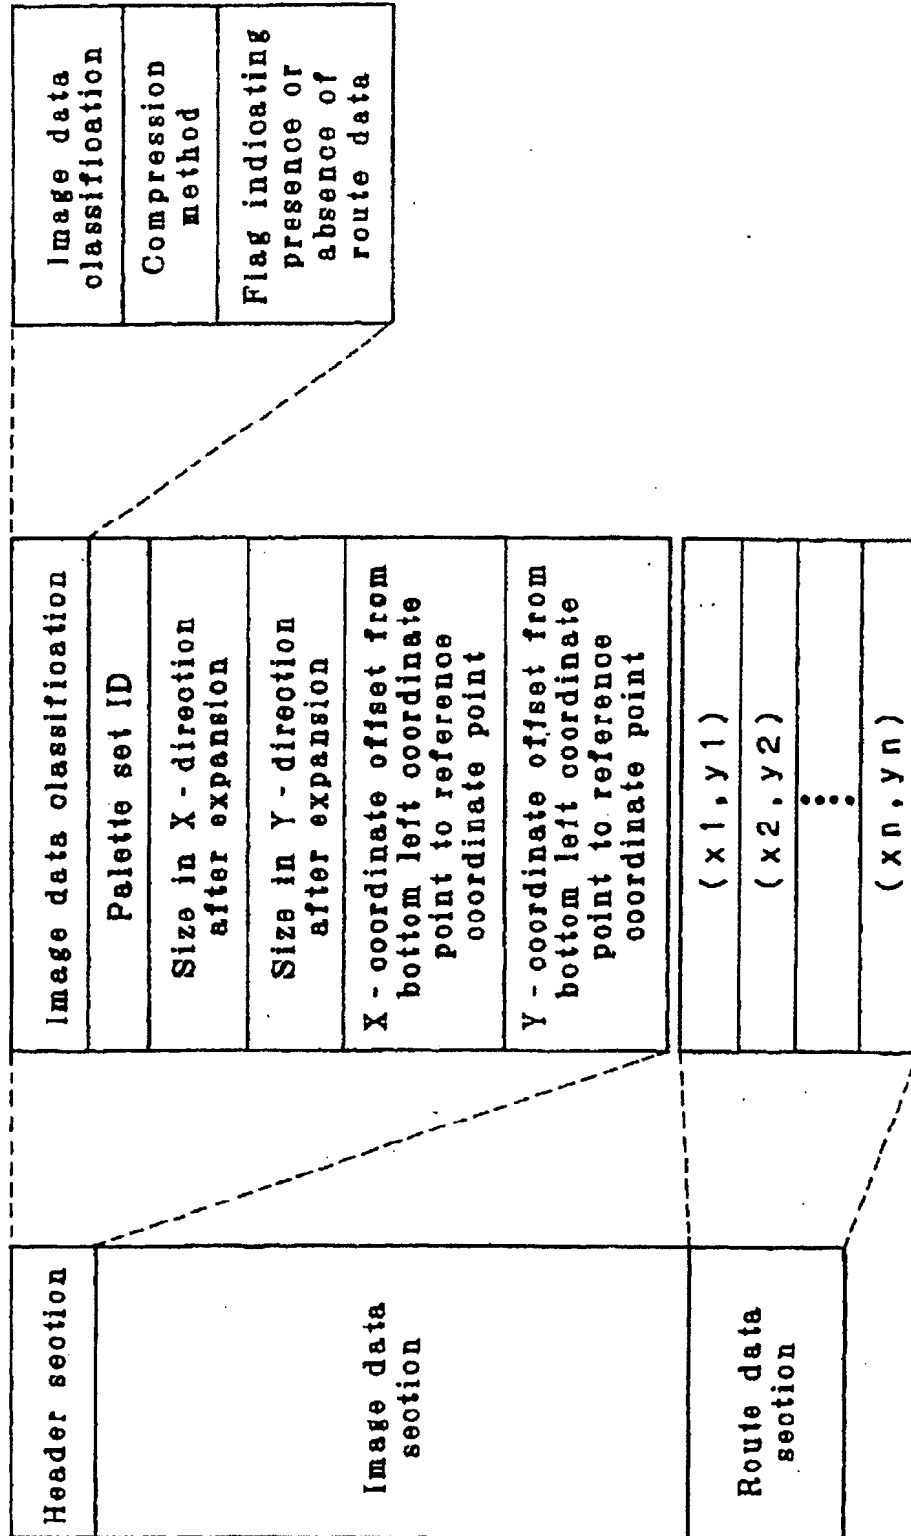 Header section
Image data
section
Route data
section
Image data classification
Palette set ID
Size in X - direction
after expansion
Size in Y - direction
after expansion
X - coordinate offset from
bottom left coordinate
point to reference
coordinate point
Y - coordinate offset from
bottom left coordinate
point to reference
coordinate point
(x1,y1)
(x2,y2)
•••••
(xn,yn)
Image data
classification
Compression
method
Flag indicating
presence or
absence of
route data